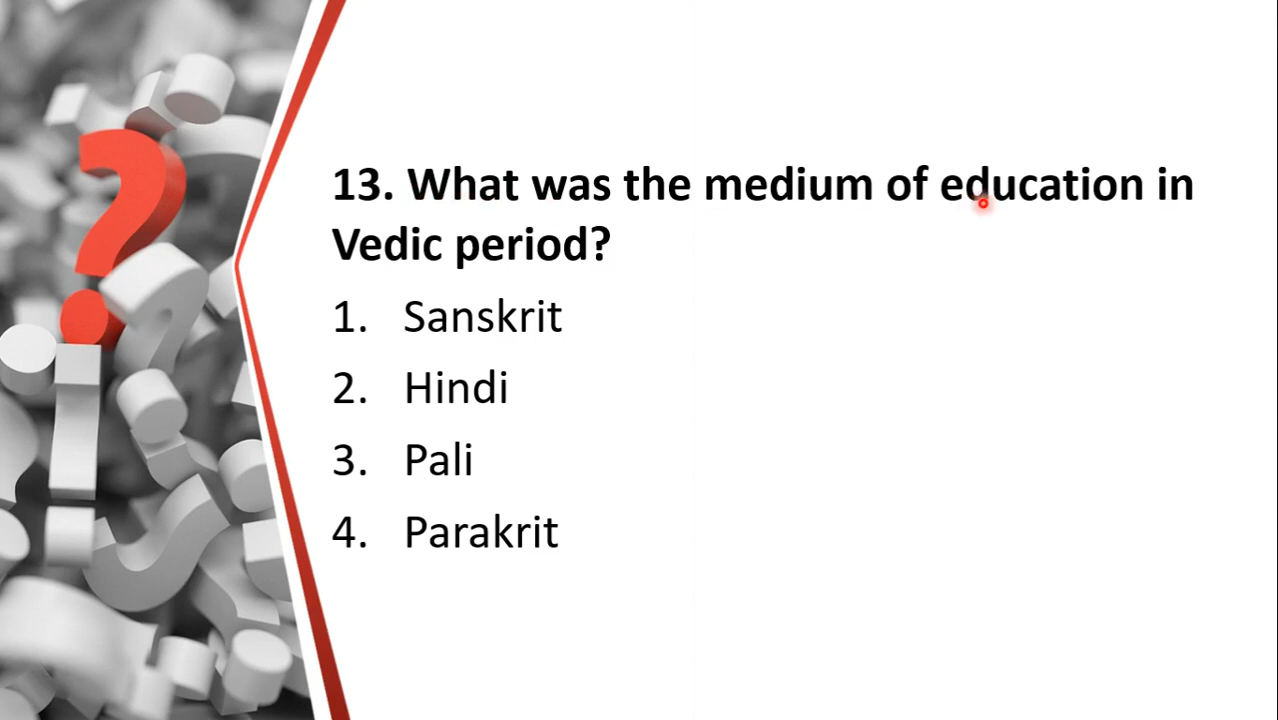 13. What was the medium of education in
Vedic period?
1. Sanskrit
2. Hindi
3. Pali
4. Parakrit